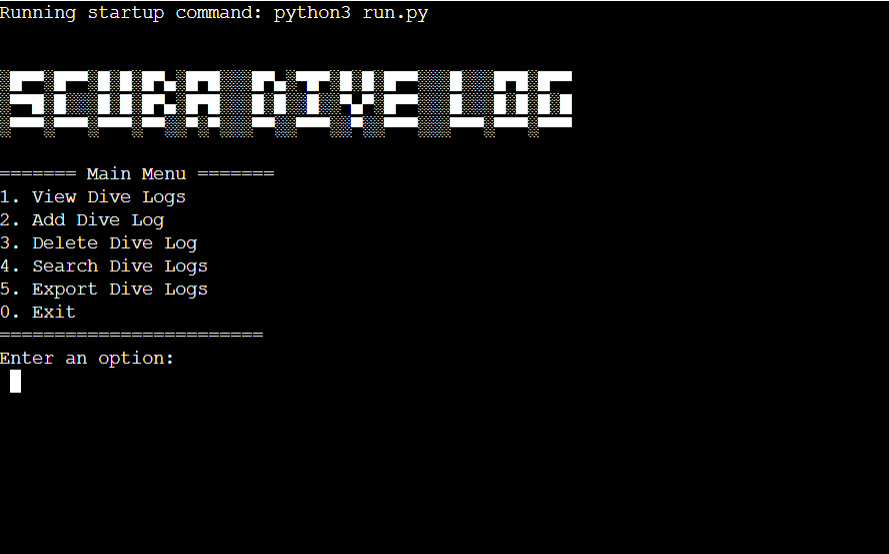 Running startup command: python3 run.py
SCUBA DIVE LOG
======= Main Menu =======
1. View Dive Logs
2. Add Dive Log
3. Delete Dive Log
4. Search Dive Logs
5. Export Dive Logs
0. Exit
========================
Enter an option: